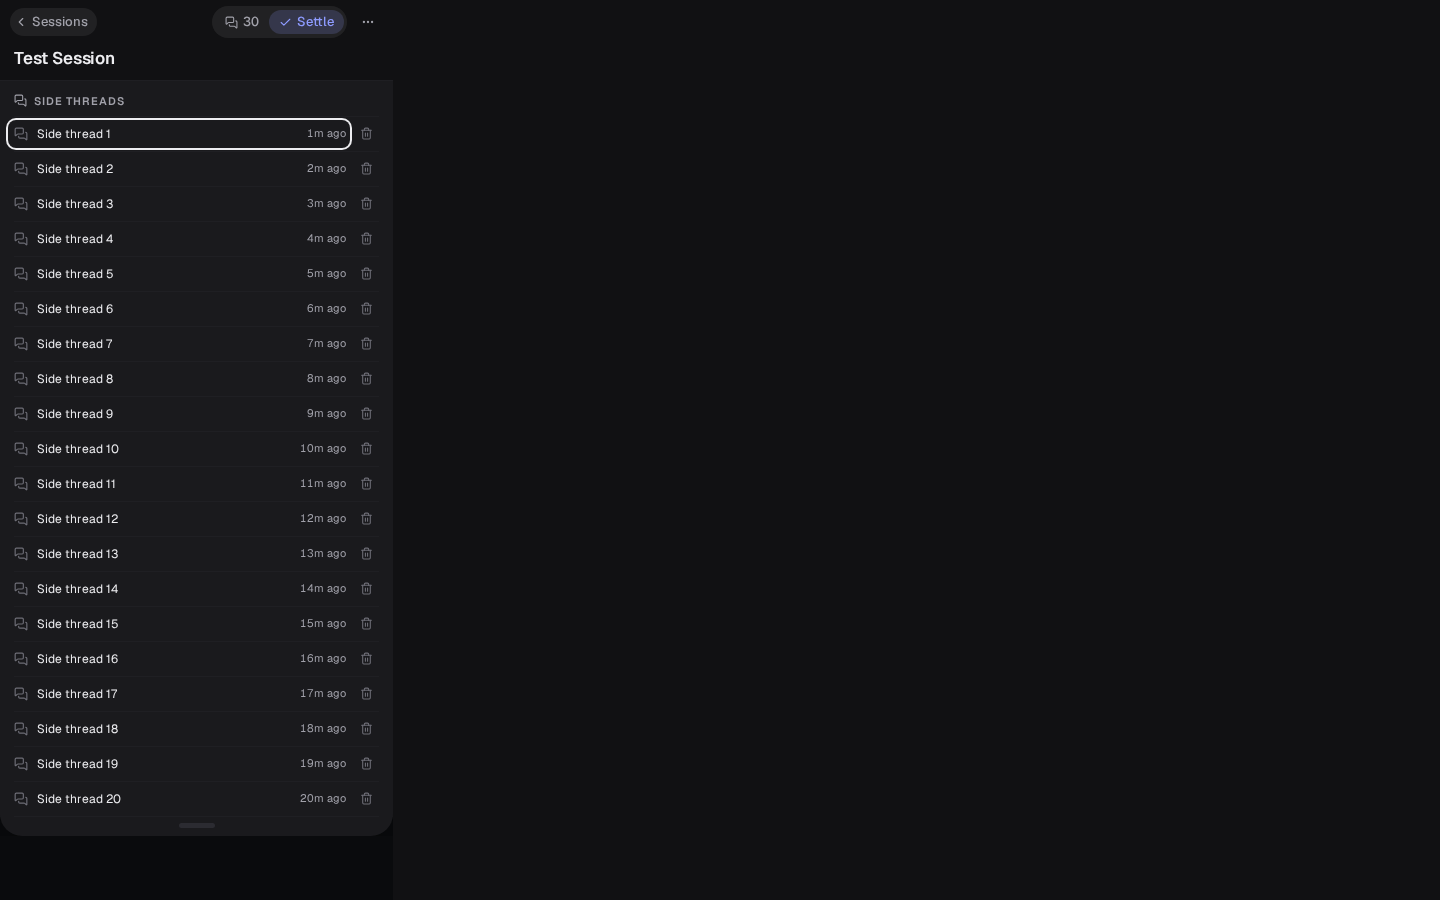 Sessions
30
Settle
Test Session
SIDE THREADS
Side thread 1 1m ago
Side thread 2 2m ago
Side thread 3 3m ago
Side thread 4 4m ago
Side thread 5 5m ago
Side thread 6 6m ago
Side thread 7 7m ago
Side thread 8 8m ago
Side thread 9 9m ago
Side thread 10 10m ago
Side thread 11 11m ago
Side thread 12 12m ago
Side thread 13 13m ago
Side thread 14 14m ago
Side thread 15 15m ago
Side thread 16 16m ago
Side thread 17 17m ago
Side thread 18 18m ago
Side thread 19 19m ago
Side thread 20 20m ago